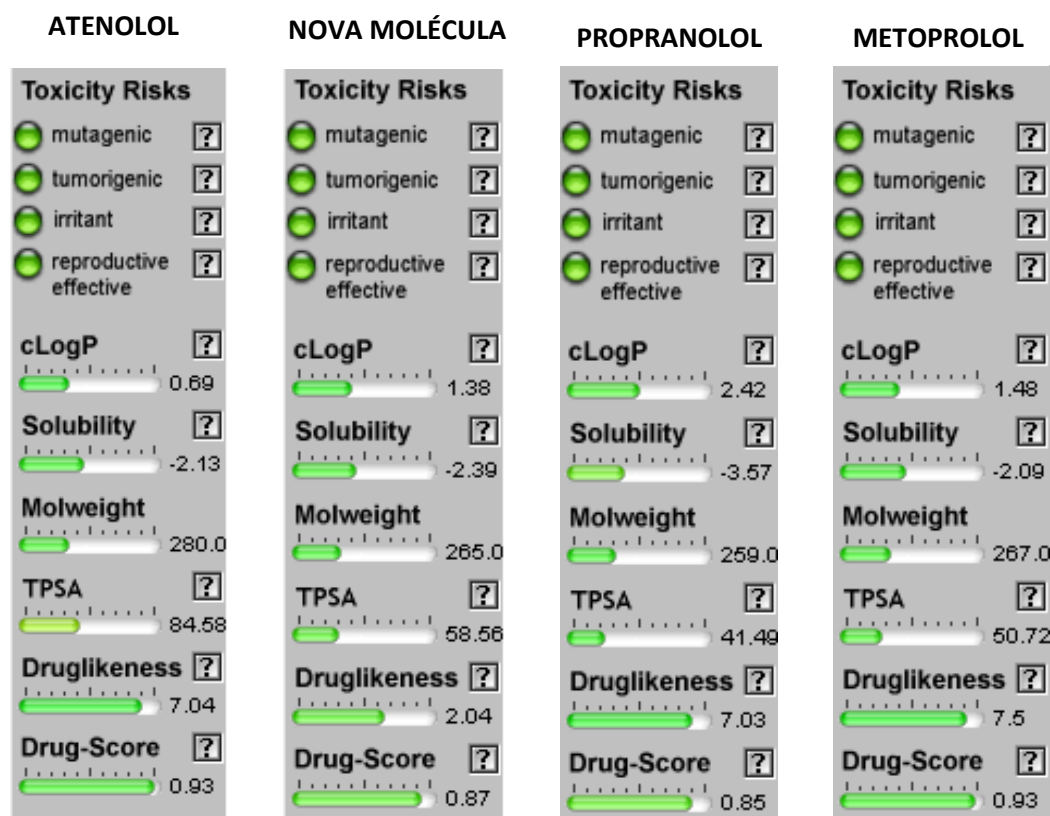 ATENOLOL
Toxicity Risks
mutagenic ?
tumorigenic ?
irritant ?
reproductive ?
effective
cLogP ?
0.69
Solubility ?
-2.13
Molweight
280.0
TPSA ?
84.58
Druglikeness ?
7.04
Drug-Score ?
0.93
NOVA MOLÉCULA
Toxicity Risks
mutagenic ?
tumorigenic ?
irritant ?
reproductive ?
effective
cLogP ?
1.38
Solubility ?
-2.39
Molweight
265.0
TPSA ?
58.56
Druglikeness ?
2.04
Drug-Score ?
0.87
PROPRANOLOL
Toxicity Risks
mutagenic ?
tumorigenic ?
irritant ?
reproductive ?
effective
cLogP ?
2.42
Solubility ?
-3.57
Molweight
259.0
TPSA ?
41.49
Druglikeness ?
7.03
Drug-Score ?
0.85
METOPROLOL
Toxicity Risks
mutagenic ?
tumorigenic ?
irritant ?
reproductive ?
effective
cLogP ?
1.48
Solubility ?
-2.09
Molweight
267.0
TPSA ?
50.72
Druglikeness ?
7.5
Drug-Score ?
0.93